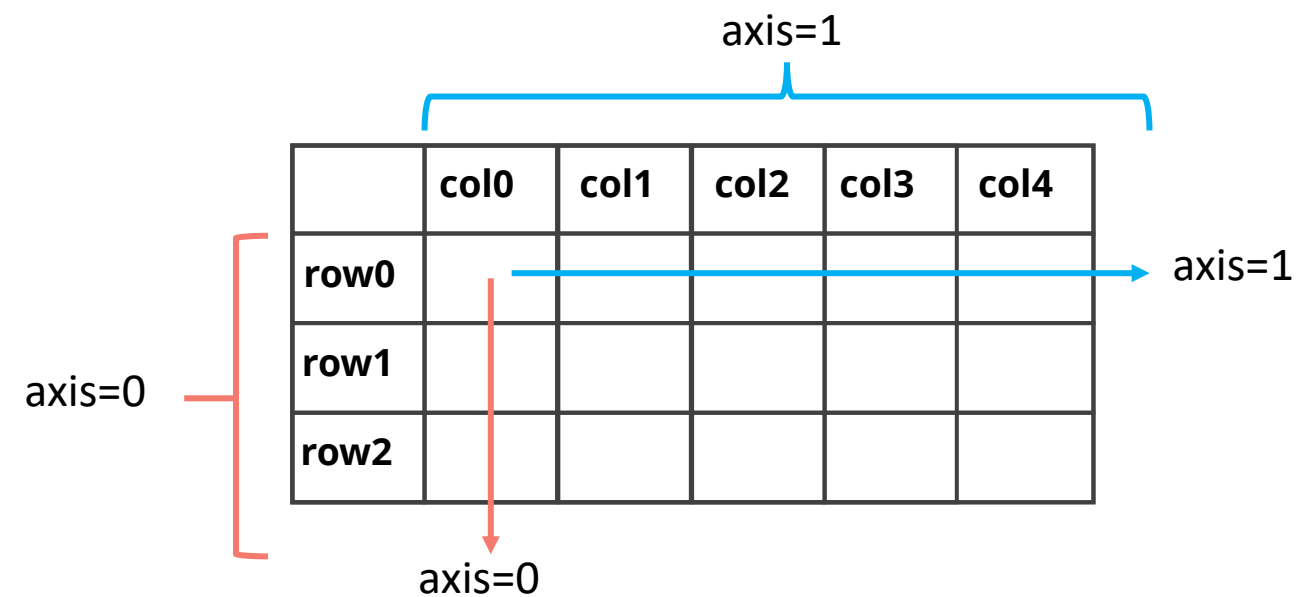 axis=1
col0 col1 col2 col3 col4
row0
axis=1
row1
axis=0
row2
axis=0